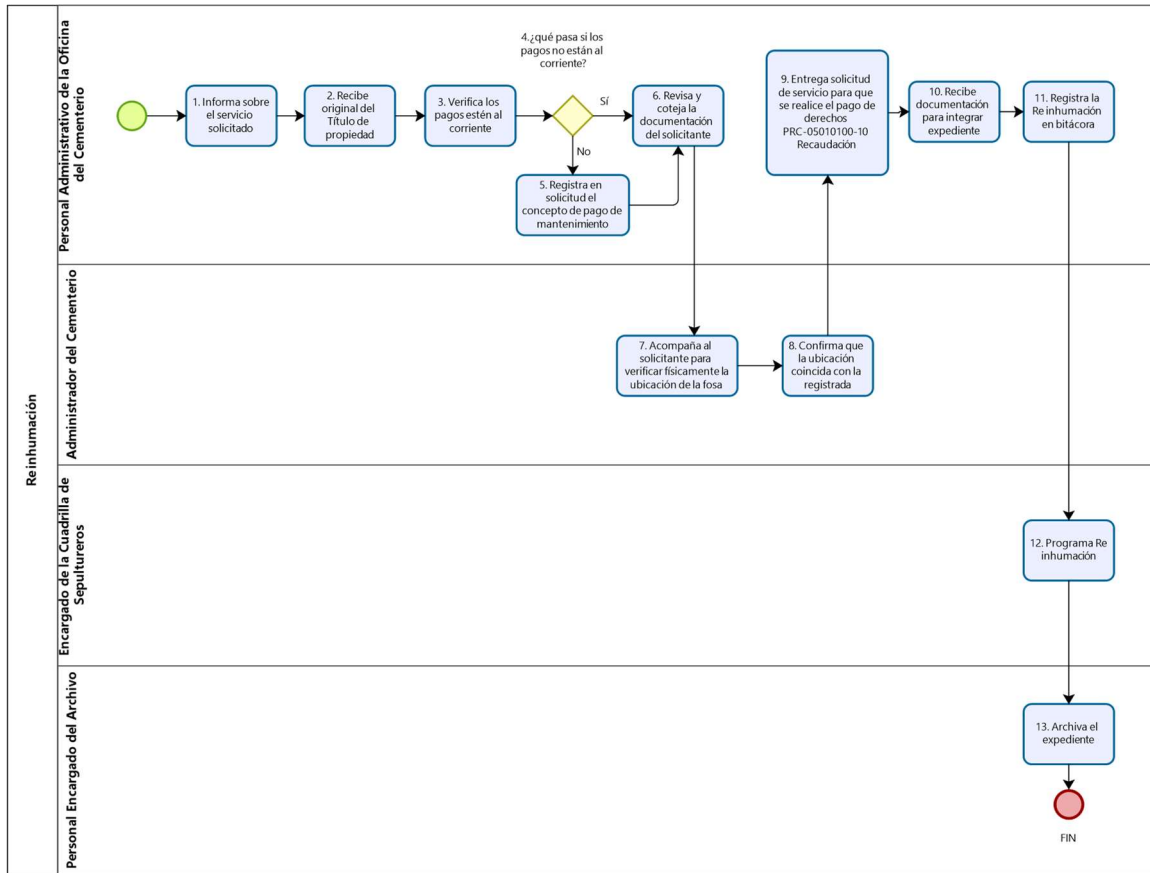 Reinhumación
Personal Administrativo de la Oficina
del Cementerio
4.¿qué pasa si los
pagos no están al
corriente?
1. Informa sobre
el servicio
solicitado
2. Recibe
original del
Título de
propiedad
3. Verifica los
pagos estén al
corriente
Sí
No
5. Registra en
solicitud el
concepto de pago de
mantenimiento
6. Revisa y
coteja la
documentación
del solicitante
9. Entrega solicitud
de servicio para que
se realice el pago de
derechos
PRC-05010100-10
Recaudación
10. Recibe
documentación
para integrar
expediente
11. Registra la
Re inhumación
en bitácora
Administrador del Cementerio
7. Acompaña al
solicitante para
verificar físicamente la
ubicación de la fosa
8. Confirma que
la ubicación
coincida con la
registrada
Encargado de la Cuadrilla de
Sepultureros
12. Programa Re
inhumación
Personal Encargado del Archivo
13. Archiva el
expediente
FIN